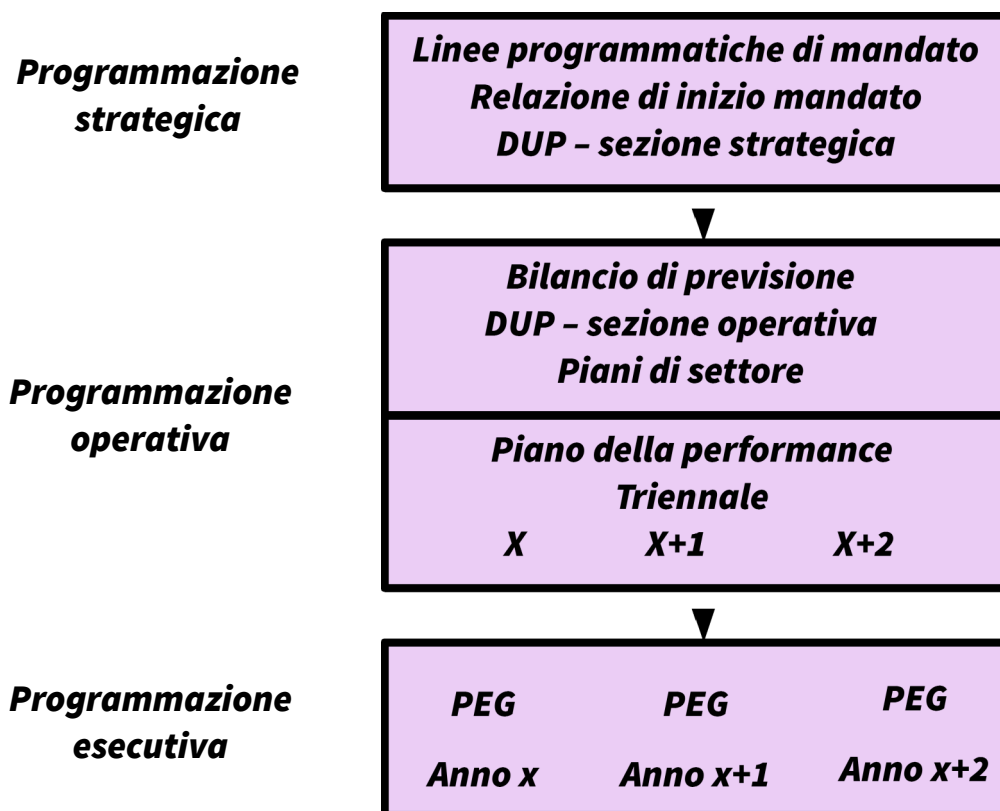 Programmazione
strategica
Linee programmatiche di mandato
Relazione di inizio mandato
DUP – sezione strategica
Programmazione
operativa
Bilancio di previsione
DUP – sezione operativa
Piani di settore
Piano della performance
Triennale
X X+1 X+2
Programmazione
esecutiva
PEG PEG PEG
Anno x Anno x+1 Anno x+2